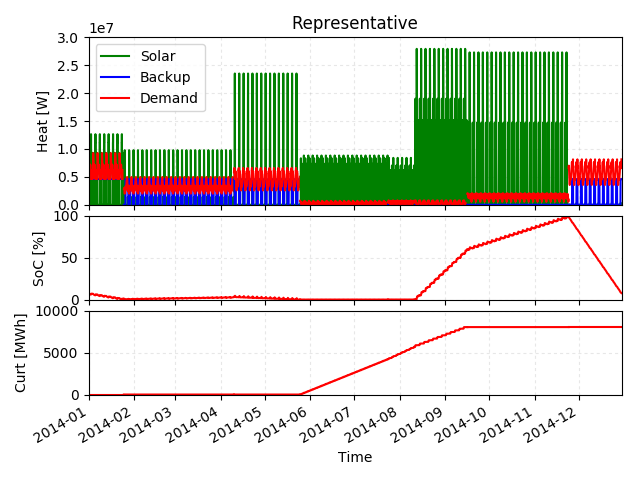 Representative
1e7
3.0
2.5
2.0
1.5
1.0
0.5
0.0
Heat [W]
Solar
Backup
Demand
100
50
0
SoC [%]
10000
5000
0
Curt [MWh]
2014-01
2014-02
2014-03
2014-04
2014-05
2014-06
2014-07
2014-08
2014-09
2014-10
2014-11
2014-12
Time